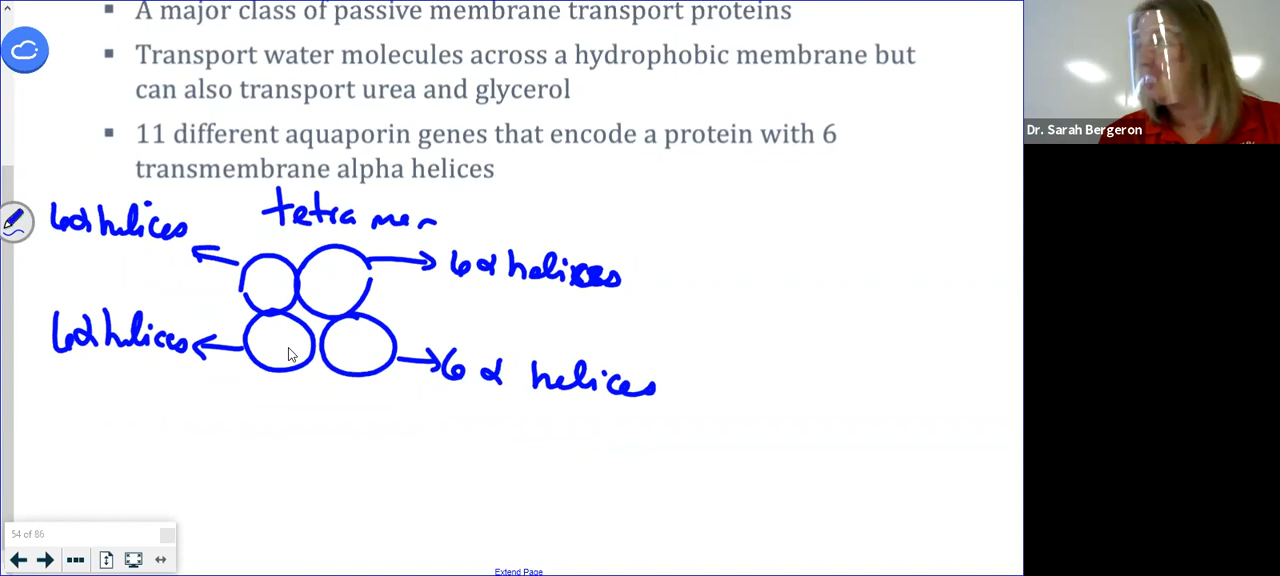 ▪ A major class of passive membrane transport proteins
▪ Transport water molecules across a hydrophobic membrane but
can also transport urea and glycerol
▪ 11 different aquaporin genes that encode a protein with 6
transmembrane alpha helices
tetramer
6α helices
6α helices
6α helices
6 α helices
Dr. Sarah Bergeron
54 of 86
Extend Page